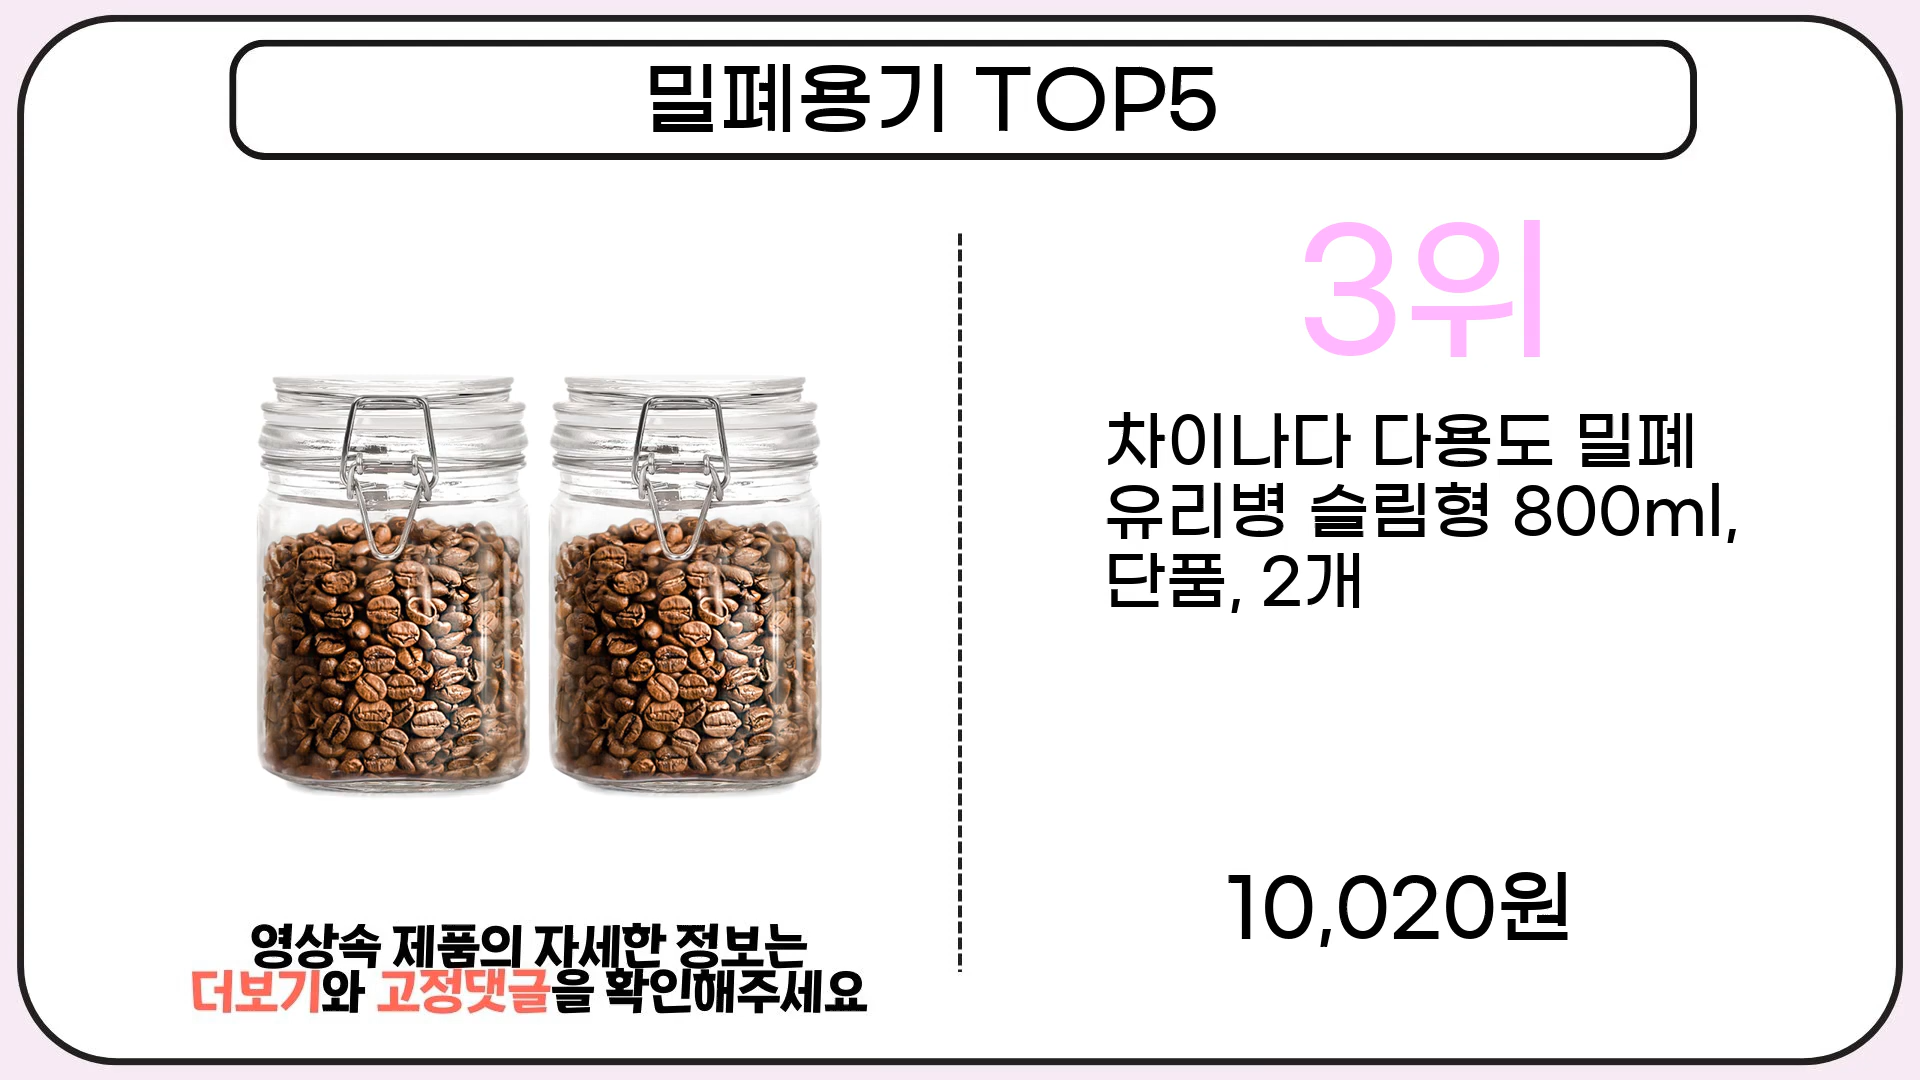 밀폐용기 TOP5
3위
차이나다 다용도 밀폐
유리병 슬림형 800ml,
단품, 2개
10,020원
영상속 제품의 자세한 정보는
더보기와 고정댓글을 확인해주세요